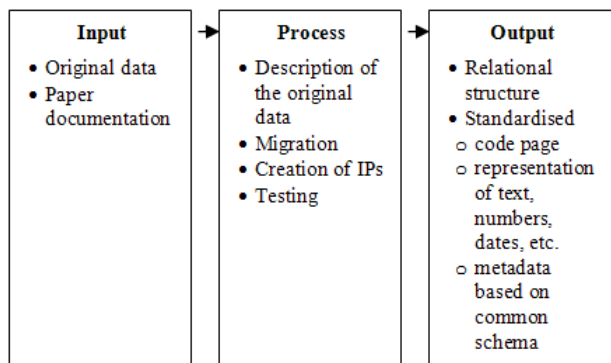 Input
• Original data
• Paper
documentation
Process
• Description of
the original
data
• Migration
• Creation of IPs
• Testing
Output
• Relational
structure
• Standardised
o code page
o representation
of text,
numbers,
dates, etc.
o metadata
based on
common
schema